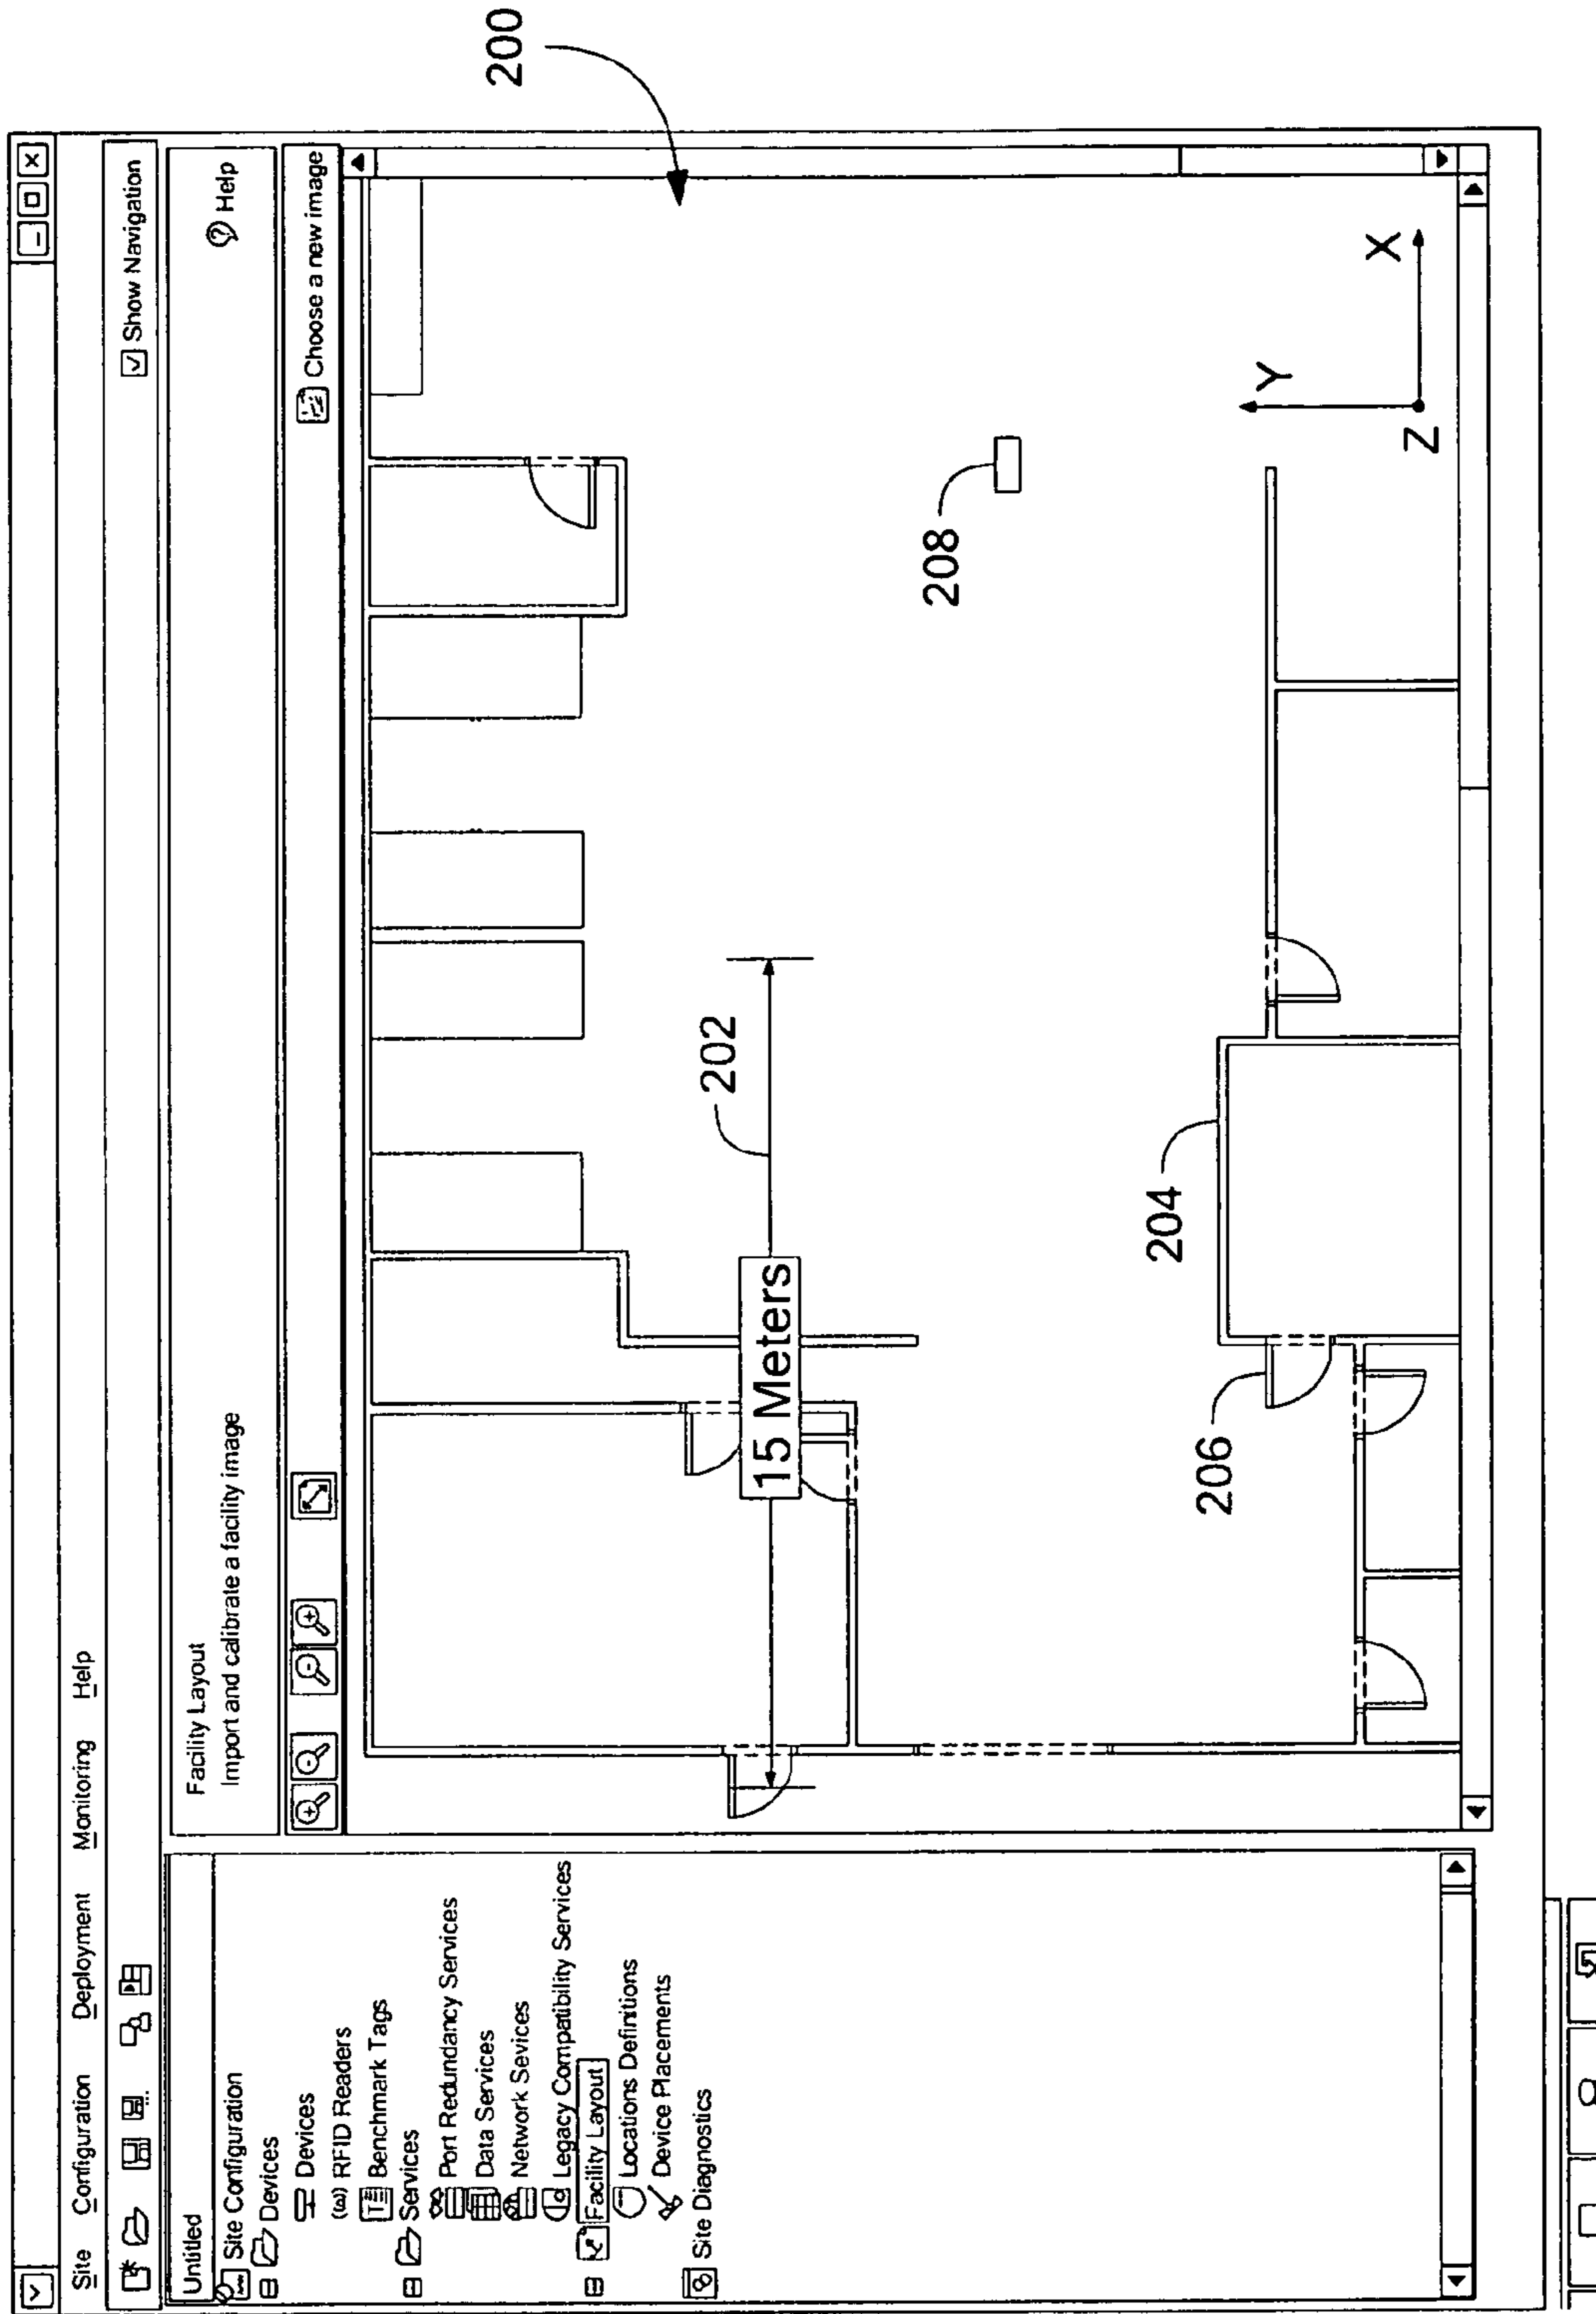 Site Configuration Deployment Monitoring Help
Show Navigation
Untitled
Site Configuration
Devices
Devices
RFID Readers
Benchmark Tags
Services
Port Redundancy Services
Data Services
Network Sevices
Legacy Compatibility Services
Facility Layout
Locations Definitions
Device Placements
Site Diagnostics
Facility Layout
Import and calibrate a facility image
Help
Choose a new image
200
202
15 Meters
204
206
208
Y
X
Z